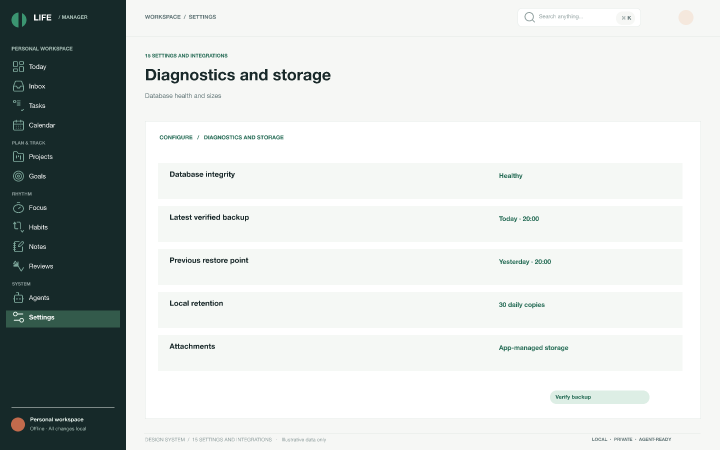 LIFE / MANAGER
PERSONAL WORKSPACE
Today
Inbox
Tasks
Calendar
PLAN & TRACK
Projects
Goals
RHYTHM
Focus
Habits
Notes
Reviews
SYSTEM
Agents
Settings
Personal workspace
Offline · All changes local
WORKSPACE / SETTINGS
Search anything...
⌘ K
15 SETTINGS AND INTEGRATIONS
Diagnostics and storage
Database health and sizes
CONFIGURE / DIAGNOSTICS AND STORAGE
Database integrity Healthy
Latest verified backup Today · 20:00
Previous restore point Yesterday · 20:00
Local retention 30 daily copies
Attachments App-managed storage
Verify backup
DESIGN SYSTEM / 15 SETTINGS AND INTEGRATIONS · Illustrative data only
LOCAL · PRIVATE · AGENT-READY